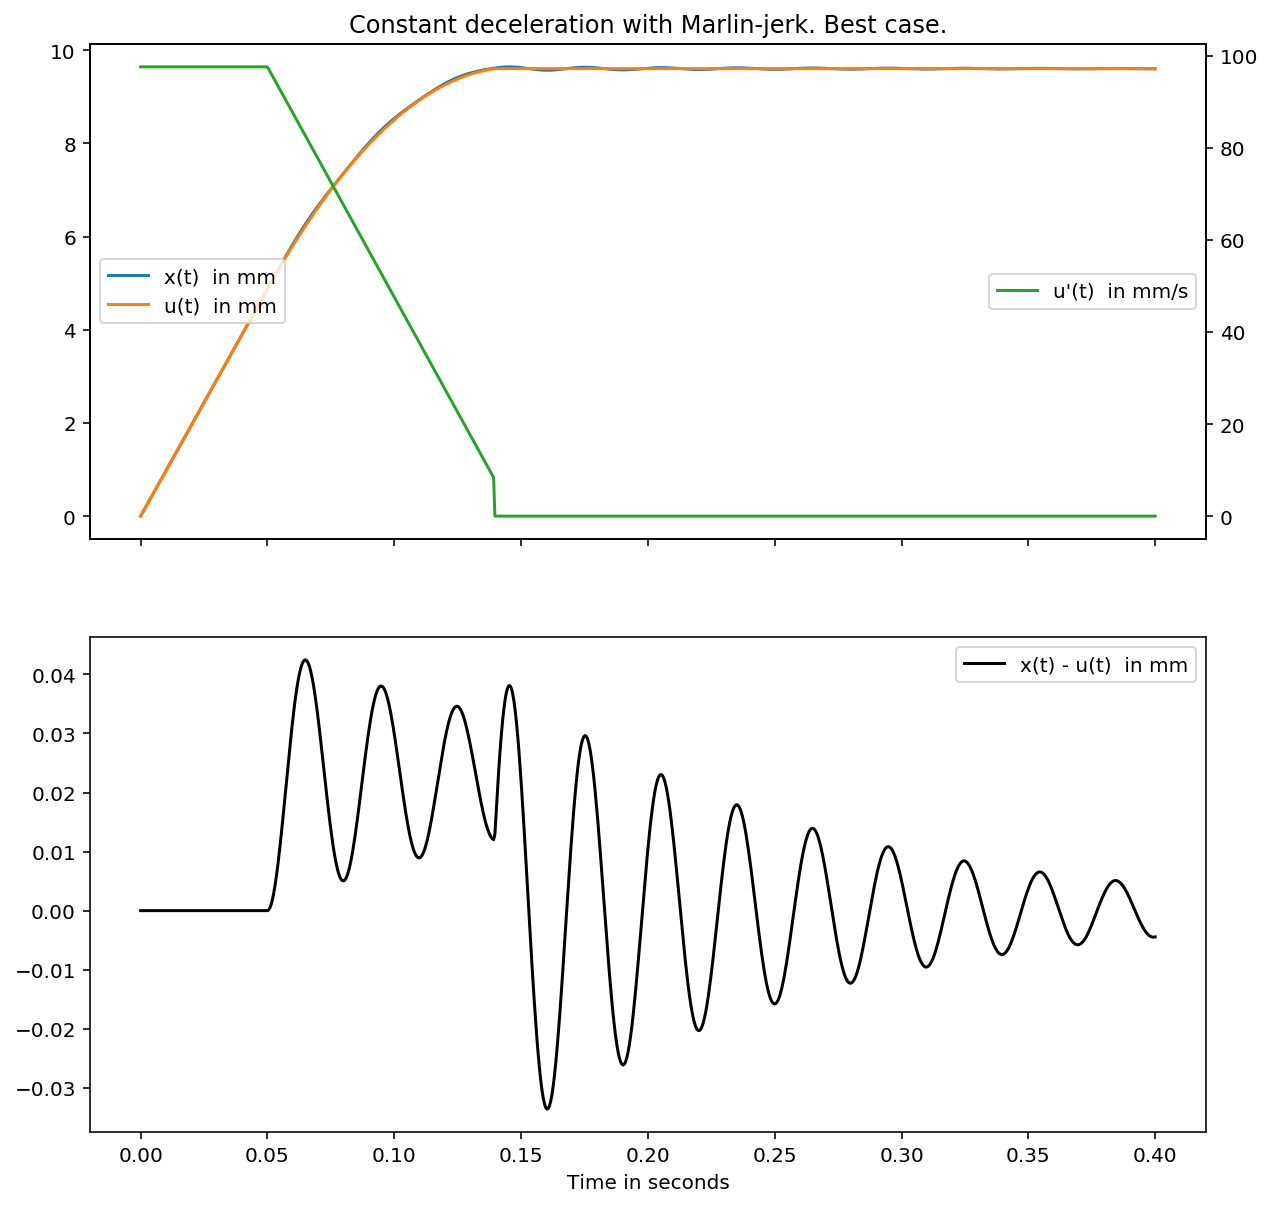 Constant deceleration with Marlin-jerk. Best case.
10
8
6
4
2
0
x(t)  in mm
u(t)  in mm
u'(t)  in mm/s
100
80
60
40
20
0
x(t) - u(t)  in mm
0.04
0.03
0.02
0.01
0.00
−0.01
−0.02
−0.03
0.00 0.05 0.10 0.15 0.20 0.25 0.30 0.35 0.40
Time in seconds